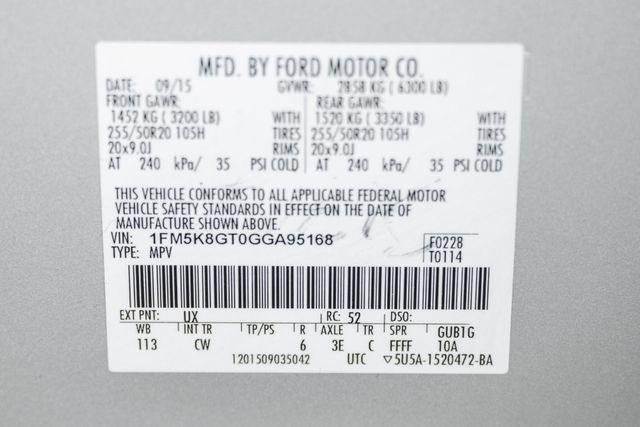 MFD. BY FORD MOTOR CO.
DATE: 09/15 GVWR: 2858 KG (6300 LB)
FRONT GAWR: REAR GAWR:
1452 KG (3200 LB) WITH 1520 KG (3350 LB) WITH
255/50R20 105H TIRES 255/50R20 105H TIRES
20x9.0J RIMS 20x9.0J RIMS
AT 240 kPa/ 35 PSI COLD AT 240 kPa/ 35 PSI COLD
THIS VEHICLE CONFORMS TO ALL APPLICABLE FEDERAL MOTOR
VEHICLE SAFETY STANDARDS IN EFFECT ON THE DATE OF
MANUFACTURE SHOWN ABOVE.
VIN: 1FM5K8GT0GGA95168 F0228
TYPE: MPV T0114
EXT PNT: UX RC: 52 DSO:
WB INT TR TP/PS R AXLE TR SPR GUB1G
113 CW 6 3E C FFFF 10A
1201509035042 UTC ▽5U5A-1520472-BA